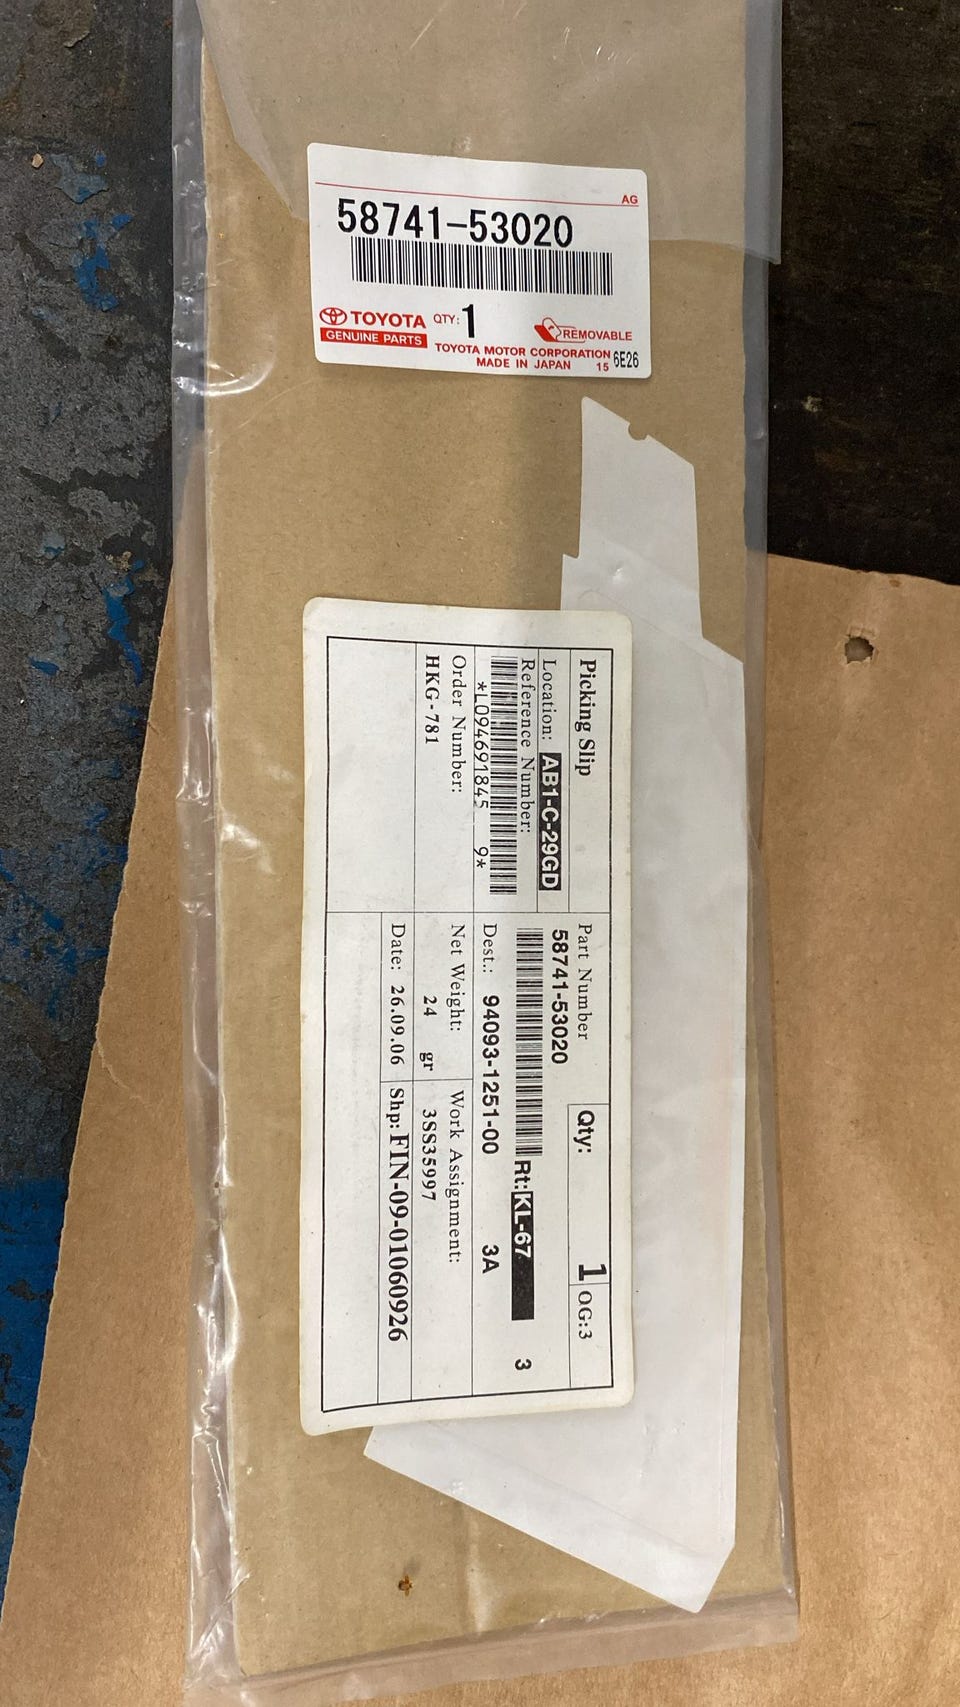 AG
58741-53020
TOYOTA QTY: 1
GENUINE PARTS
REMOVABLE
TOYOTA MOTOR CORPORATION
MADE IN JAPAN 15 6E26
Picking Slip
Location: AB1-C-29GD
Reference Number:
*L094691845 9*
Order Number:
HKG-781
Part Number
58741-53020
Qty: 1 OG:3
Rt:KL-67 3
Dest.: 94093-1251-00 3A
Net Weight:
24 gr
Work Assignment:
3SS35997
Date: 26.09.06
Shp: FIN-09-01060926